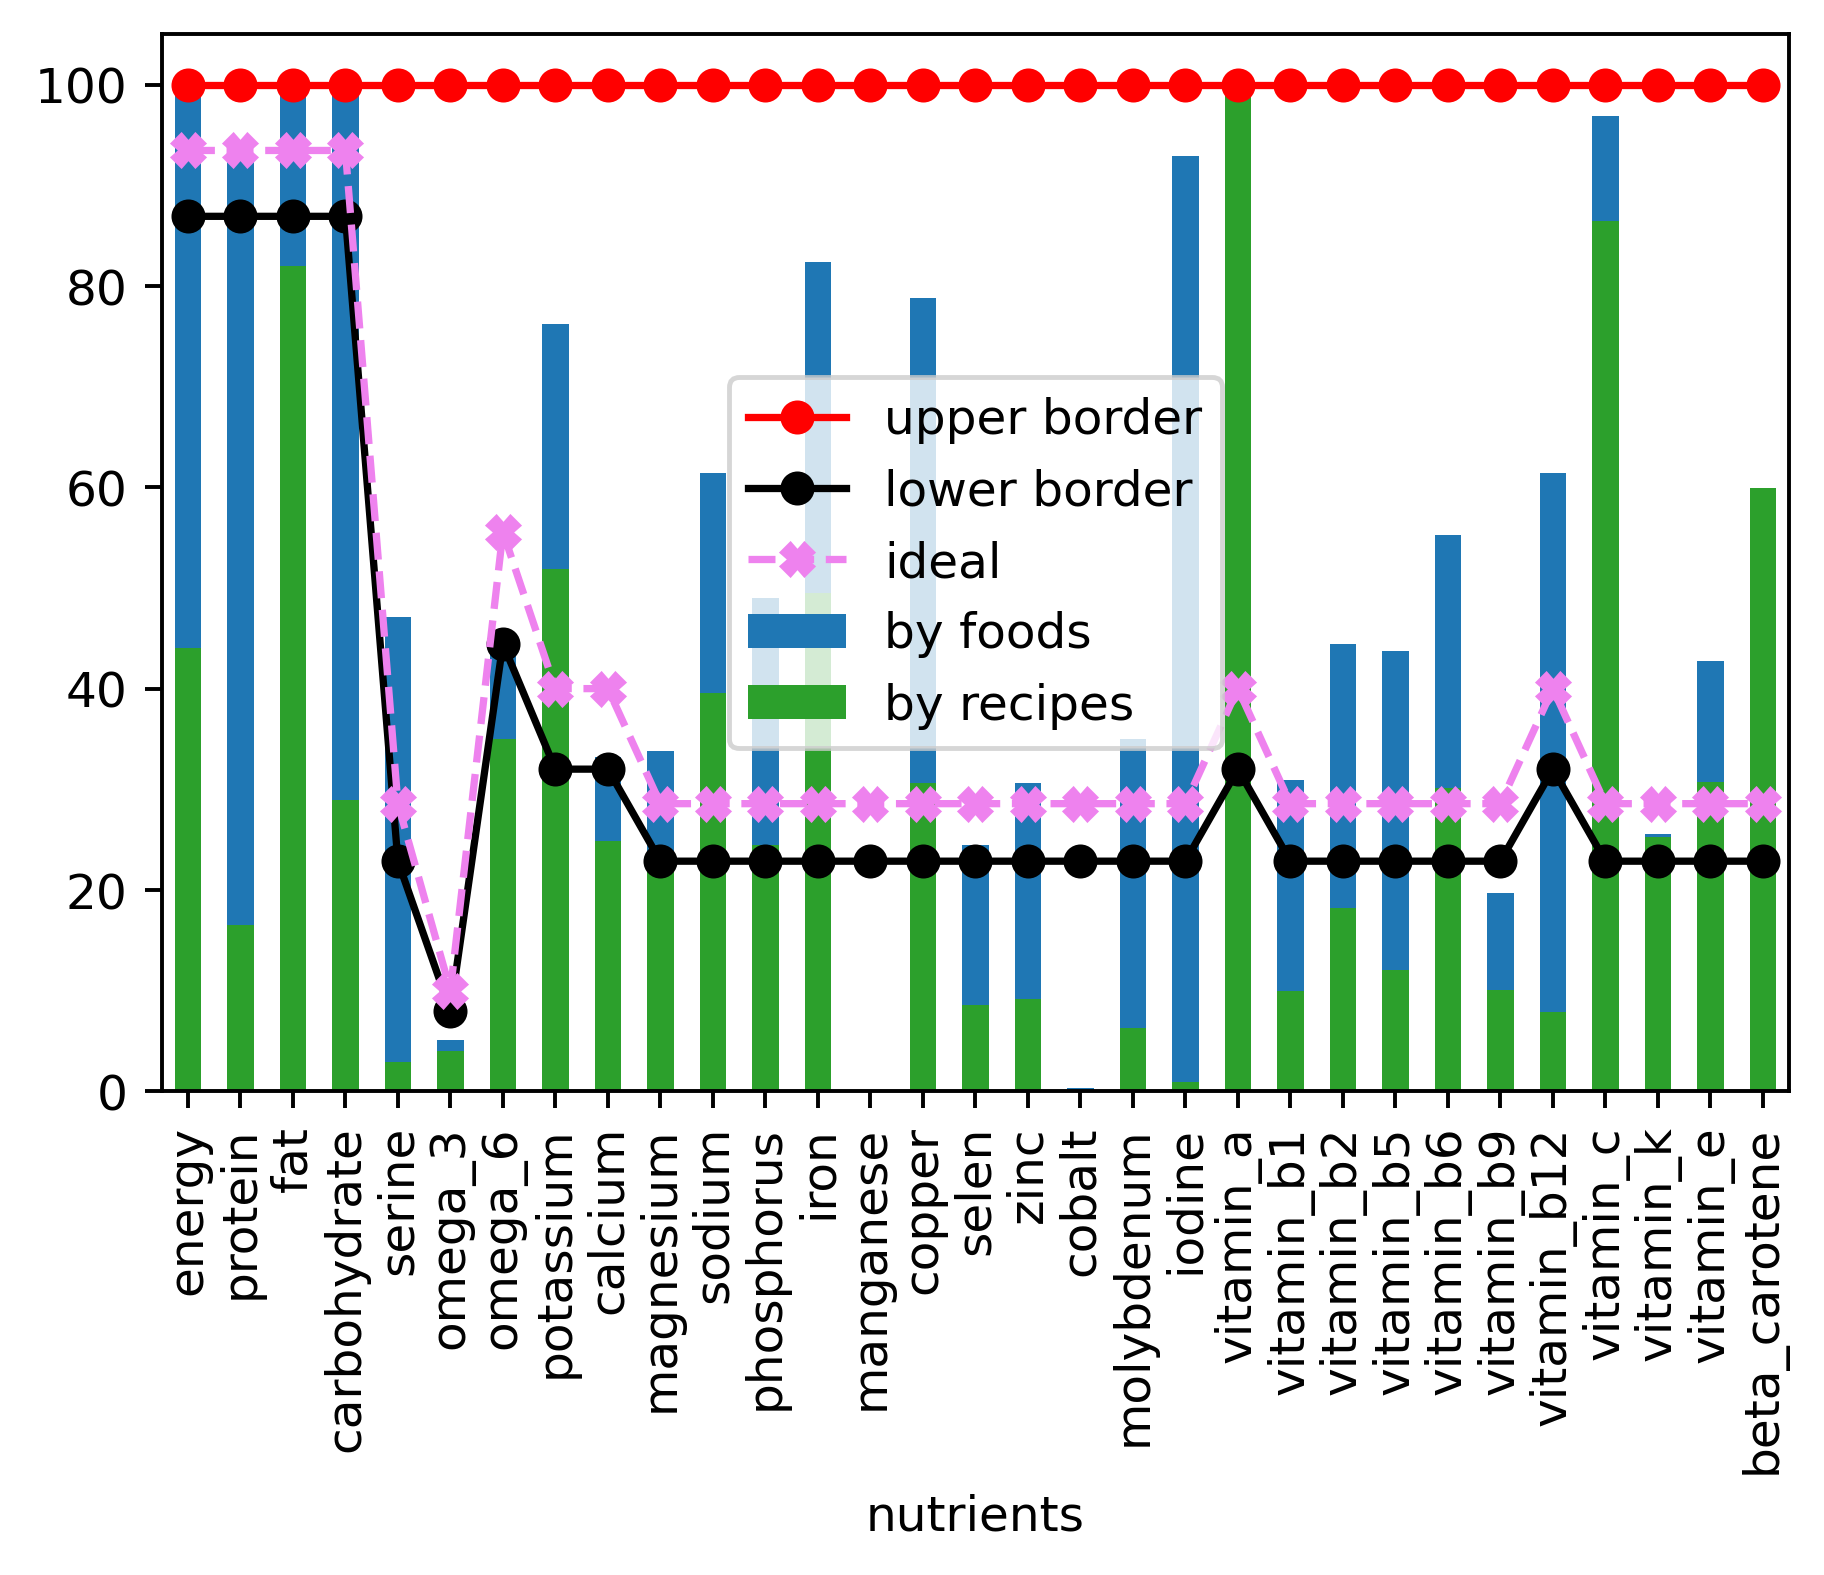 100
80
60
40
20
0
upper border
lower border
ideal
by foods
by recipes
energy
protein
fat
carbohydrate
serine
omega_3
omega_6
potassium
calcium
magnesium
sodium
phosphorus
iron
manganese
copper
selen
zinc
cobalt
molybdenum
iodine
vitamin_a
vitamin_b1
vitamin_b2
vitamin_b5
vitamin_b6
vitamin_b9
vitamin_b12
vitamin_c
vitamin_k
vitamin_e
beta_carotene
nutrients